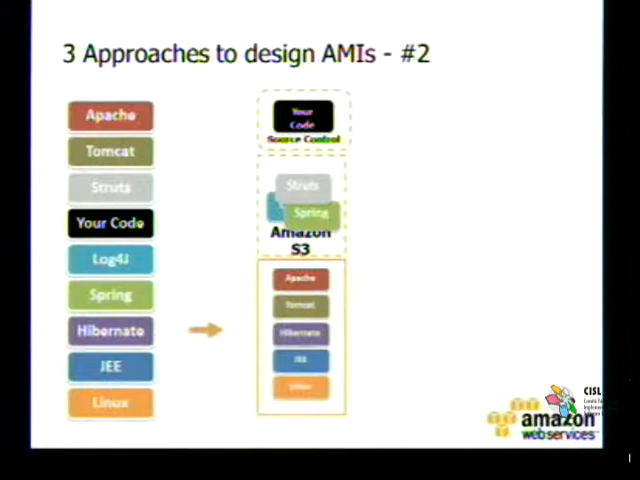 3 Approaches to design AMIs - #2
Apache
Tomcat
Struts
Your Code
Log4J
Spring
Hibernate
JEE
Linux
Your
Code
Source Control
Struts
Spring
Amazon
S3
Apache
Tomcat
Hibernate
JEE
Linux
CISL
amazon
webservices